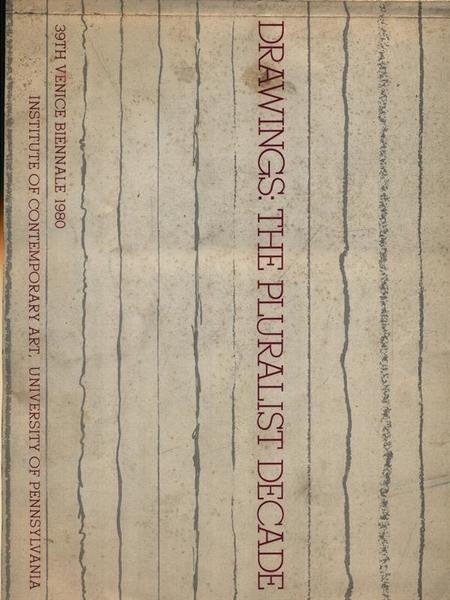 DRAWINGS: THE PLURALIST DECADE
39TH VENICE BIENNALE 1980
INSTITUTE OF CONTEMPORARY ART, UNIVERSITY OF PENNSYLVANIA